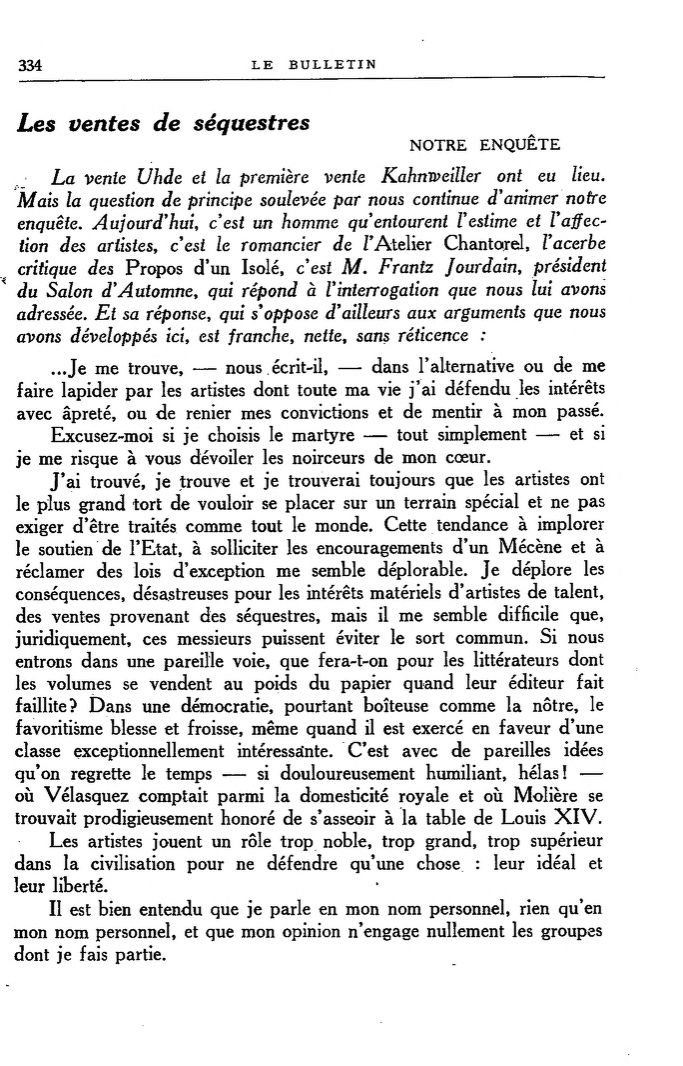 334 LE BULLETIN
Les ventes de séquestres
NOTRE ENQUÊTE
La vente Uhde et la première vente Kahnweiller ont eu lieu.
Mais la question de principe soulevée par nous continue d'animer notre
enquête. Aujourd'hui, c'est un homme qu'entourent l'estime et l'affec-
tion des artistes, c'est le romancier de l'Atelier Chantorel, l'acerbe
critique des Propos d'un Isolé, c'est M. Frantz Jourdain, président
du Salon d'Automne, qui répond à l'interrogation que nous lui avons
adressée. Et sa réponse, qui s'oppose d'ailleurs aux arguments que nous
avons développés ici, est franche, nette, sans réticence :
...Je me trouve, — nous écrit-il, — dans l'alternative ou de me
faire lapider par les artistes dont toute ma vie j'ai défendu les intérêts
avec âpreté, ou de renier mes convictions et de mentir à mon passé.
Excusez-moi si je choisis le martyre — tout simplement — et si
je me risque à vous dévoiler les noirceurs de mon cœur.
J'ai trouvé, je trouve et je trouverai toujours que les artistes ont
le plus grand tort de vouloir se placer sur un terrain spécial et ne pas
exiger d'être traités comme tout le monde. Cette tendance à implorer
le soutien de l'Etat, à solliciter les encouragements d'un Mécène et à
réclamer des lois d'exception me semble déplorable. Je déplore les
conséquences, désastreuses pour les intérêts matériels d'artistes de talent,
des ventes provenant des séquestres, mais il me semble difficile que,
juridiquement, ces messieurs puissent éviter le sort commun. Si nous
entrons dans une pareille voie, que fera-t-on pour les littérateurs dont
les volumes se vendent au poids du papier quand leur éditeur fait
faillite? Dans une démocratie, pourtant boîteuse comme la nôtre, le
favoritisme blesse et froisse, même quand il est exercé en faveur d'une
classe exceptionnellement intéressante. C'est avec de pareilles idées
qu'on regrette le temps — si douloureusement humiliant, hélas! —
où Vélasquez comptait parmi la domesticité royale et où Molière se
trouvait prodigieusement honoré de s'asseoir à la table de Louis XIV.
Les artistes jouent un rôle trop noble, trop grand, trop supérieur
dans la civilisation pour ne défendre qu'une chose : leur idéal et
leur liberté.
Il est bien entendu que je parle en mon nom personnel, rien qu'en
mon nom personnel, et que mon opinion n'engage nullement les groupes
dont je fais partie.